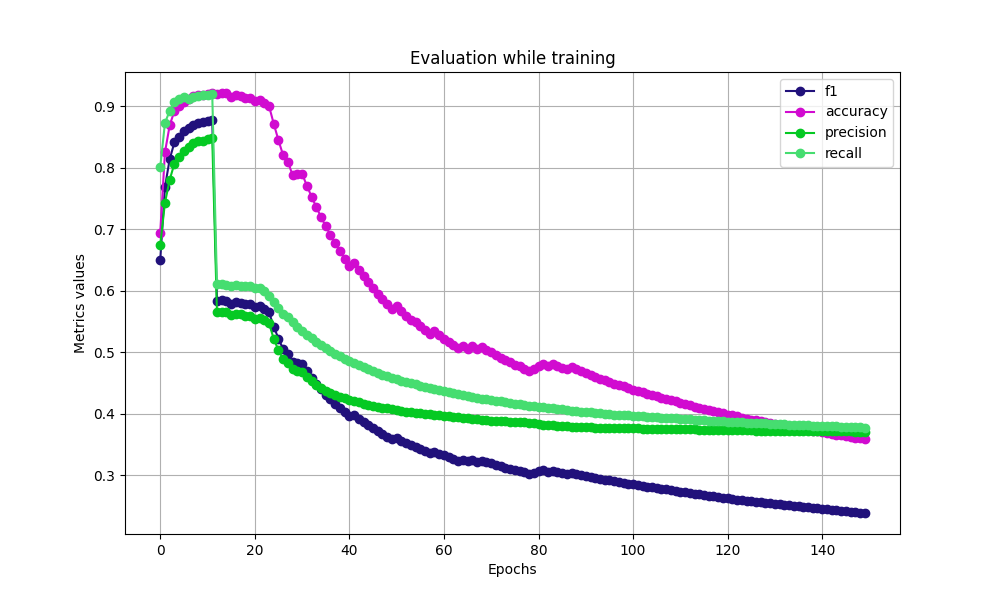 Evaluation while training
f1
accuracy
precision
recall
0.9
0.8
0.7
0.6
0.5
0.4
0.3
Metrics values
0 20 40 60 80 100 120 140
Epochs